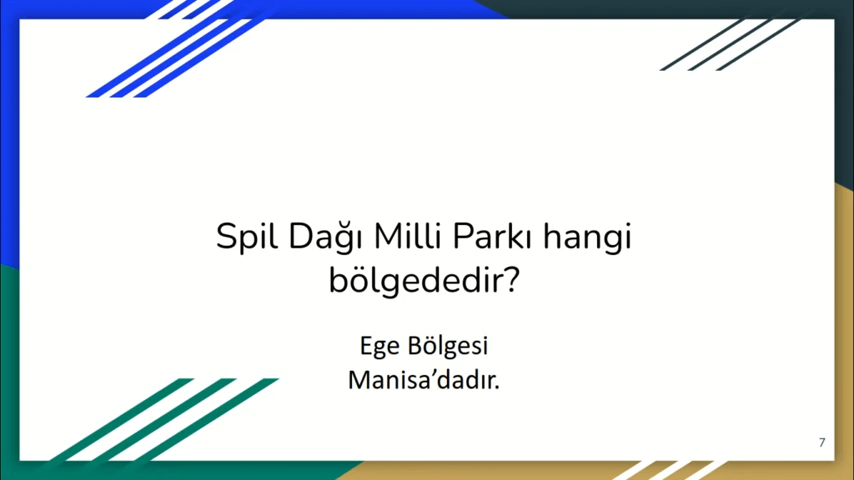 Spil Dağı Milli Parkı hangi
bölgededir?
Ege Bölgesi
Manisa’dadır.
7